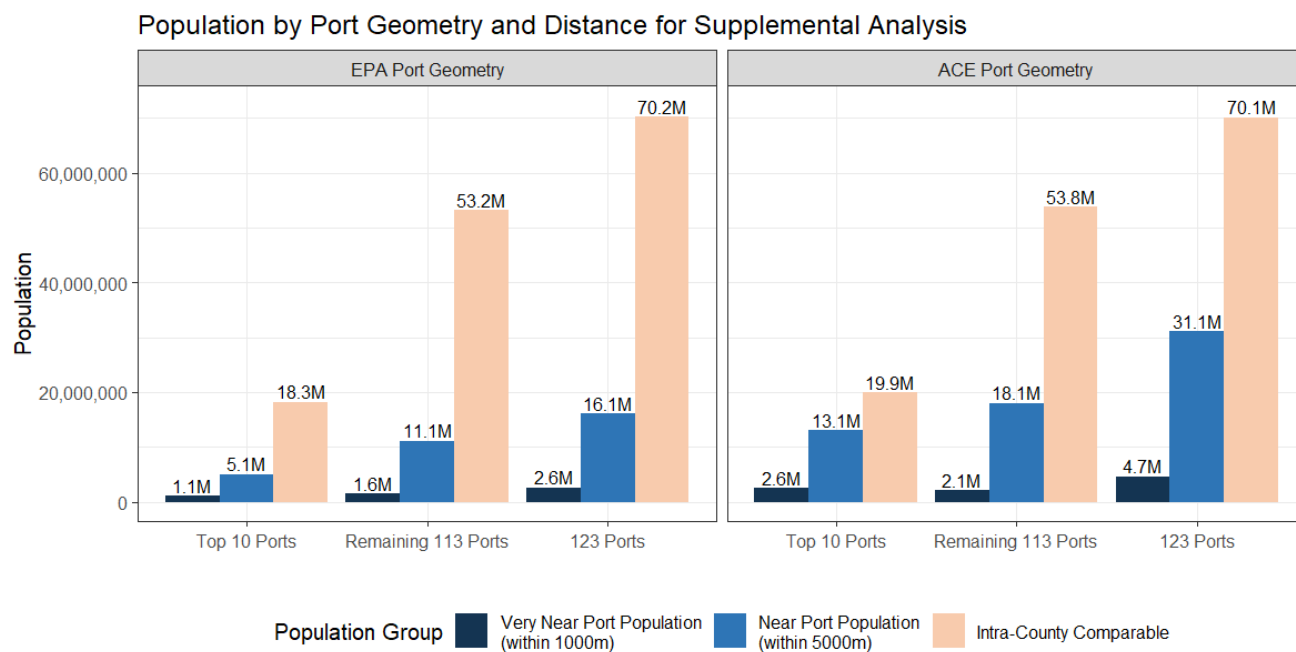 Population by Port Geometry and Distance for Supplemental Analysis
EPA Port Geometry
ACE Port Geometry
Population
60,000,000
40,000,000
20,000,000
0
1.1M
5.1M
18.3M
1.6M
11.1M
53.2M
2.6M
16.1M
70.2M
2.6M
13.1M
19.9M
2.1M
18.1M
53.8M
4.7M
31.1M
70.1M
Top 10 Ports
Remaining 113 Ports
123 Ports
Top 10 Ports
Remaining 113 Ports
123 Ports
Population Group
Very Near Port Population
(within 1000m)
Near Port Population
(within 5000m)
Intra-County Comparable